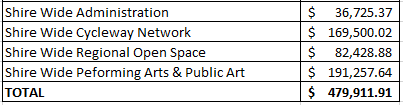 Shire Wide Administration $ 36,725.37
Shire Wide Cycleway Network $ 169,500.02
Shire Wide Regional Open Space $ 82,428.88
Shire Wide Peforming Arts & Public Art $ 191,257.64
TOTAL $ 479,911.91